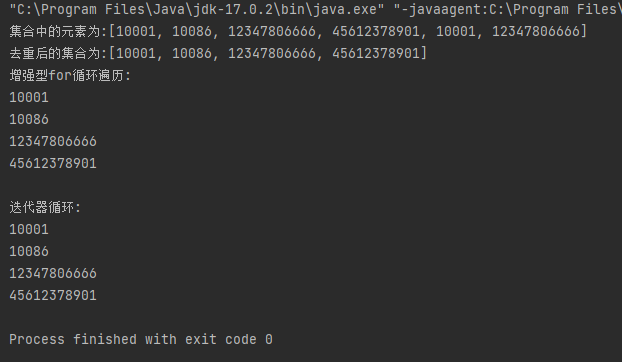 "C:\Program Files\Java\jdk-17.0.2\bin\java.exe" "-javaagent:C:\Program Files\
集合中的元素为:[10001, 10086, 12347806666, 45612378901, 10001, 12347806666]
去重后的集合为:[10001, 10086, 12347806666, 45612378901]
增强型for循环遍历:
10001
10086
12347806666
45612378901
迭代器循环:
10001
10086
12347806666
45612378901
Process finished with exit code 0